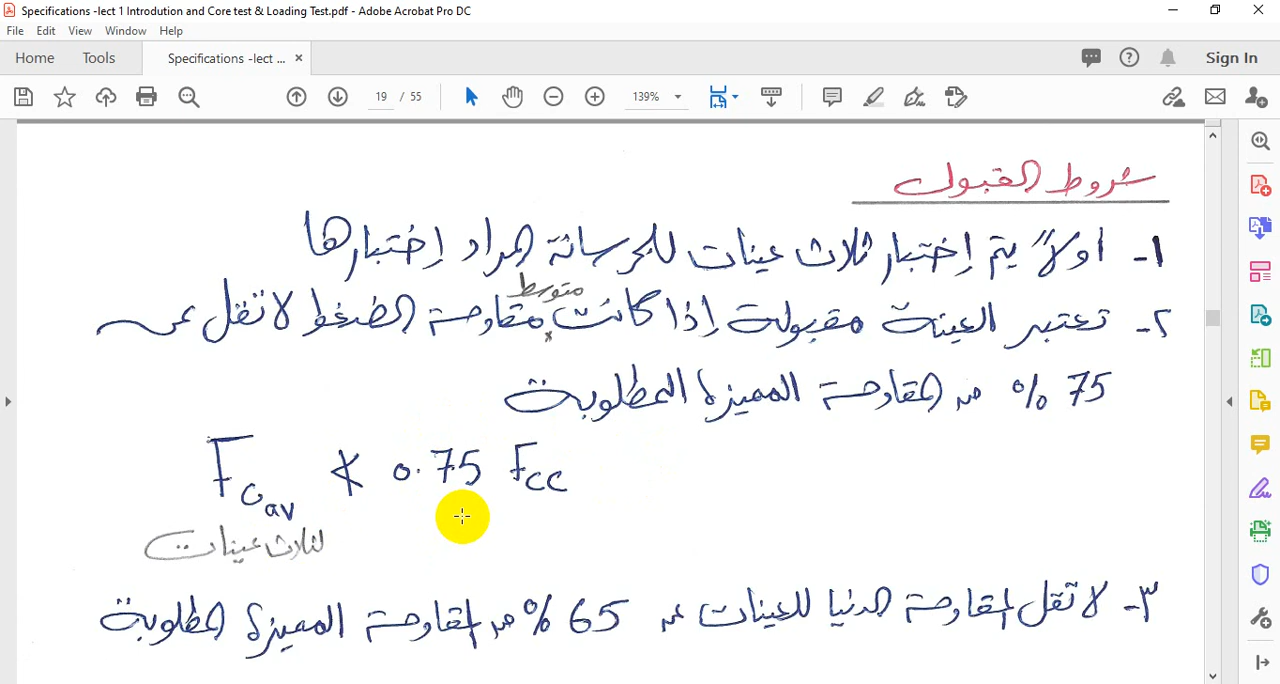 Specifications -lect 1 Introdution and Core test & Loading Test.pdf - Adobe Acrobat Pro DC
File Edit View Window Help
Home Tools Specifications -lect ... × Sign In
19 / 55 139%
شروط القبول
١- اولاً يتم إختبار ثلاث عينات للخرسانة المراد إختبارها
متوسط
٢- تعتبر العينة مقبولة إذا كانت مقاومة الضغط لا تقل عن
75 % من المقاومة المميزة المطلوبة
Fc av ≮ 0.75 Fcc
لثلاث عينات
٣- لا تقل المقاومة الدنيا للعينات عن 65 % من المقاومة المميزة المطلوبة